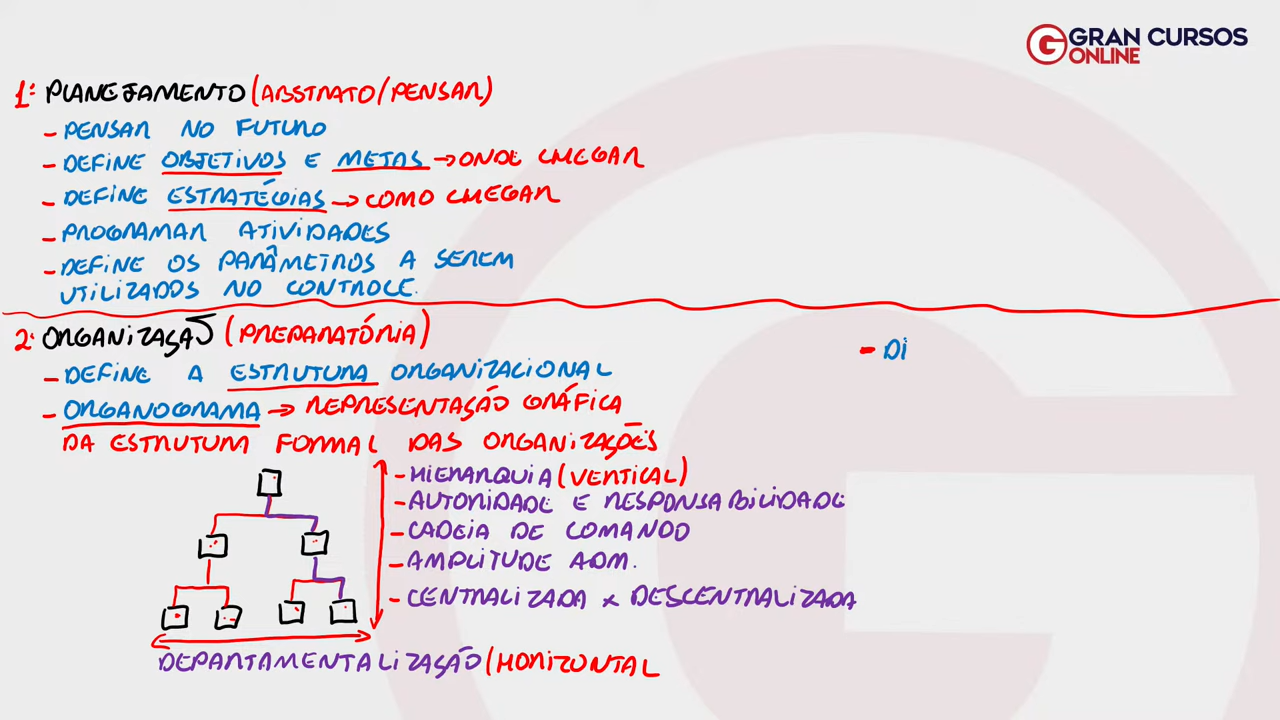 GRAN CURSOS
ONLINE
1: PLANEJAMENTO (ABSTRATO/PENSAR)
- PENSAR NO FUTURO
- DEFINE OBJETIVOS E METAS → ONDE CHEGAR
- DEFINE ESTRATÉGIAS → COMO CHEGAR
- PROGRAMAR ATIVIDADES
- DEFINE OS PARÂMETROS A SEREM
UTILIZADOS NO CONTROLE.
2: ORGANIZAÇÃO (PREPARATÓRIA)
- DEFINE A ESTRUTURA ORGANIZACIONAL
- ORGANOGRAMA → REPRESENTAÇÃO GRÁFICA
DA ESTRUTURA FORMAL DAS ORGANIZAÇÕES
- HIERARQUIA (VERTICAL)
- AUTORIDADE E RESPONSABILIDADE
- CADEIA DE COMANDO
- AMPLITUDE ADM.
- CENTRALIZADA x DESCENTRALIZADA
DEPARTAMENTALIZAÇÃO (HORIZONTAL
- DI